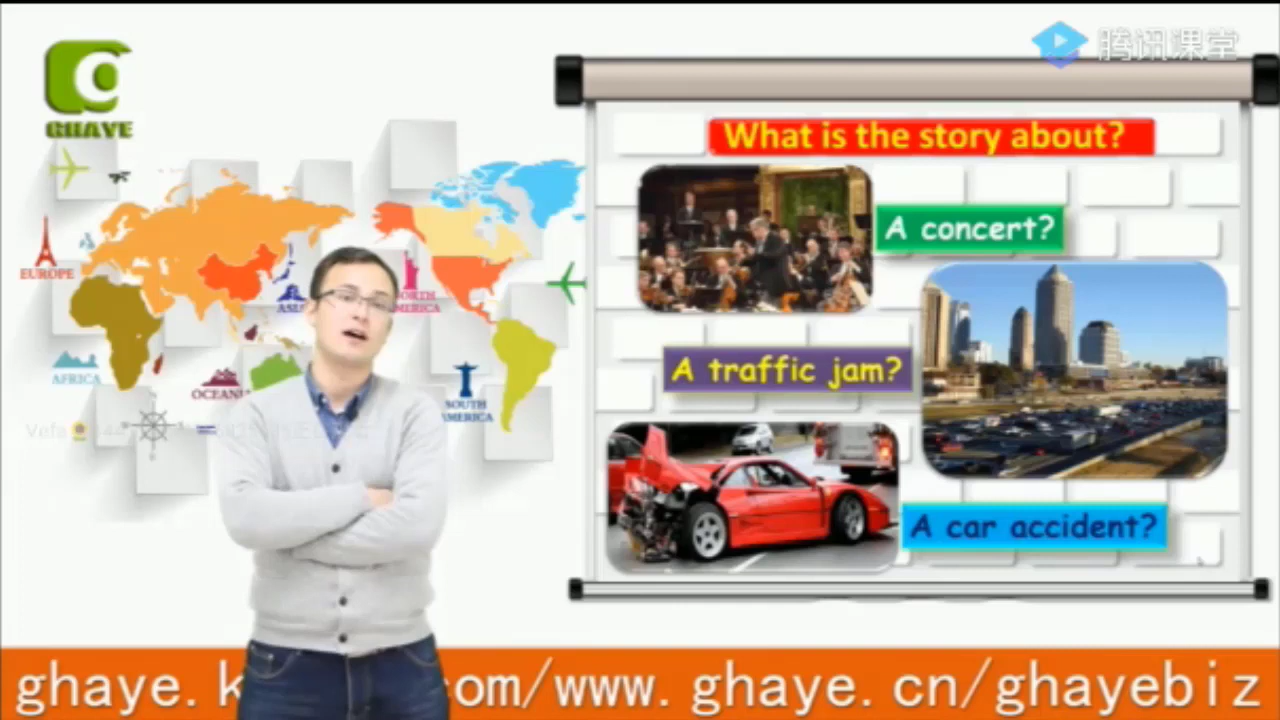 腾讯课堂
GHAYE
What is the story about?
A concert?
EUROPE
A traffic jam?
AFRICA
SOUTH
AMERICA
A car accident?
ghaye.k com/www.ghaye.cn/ghayebiz